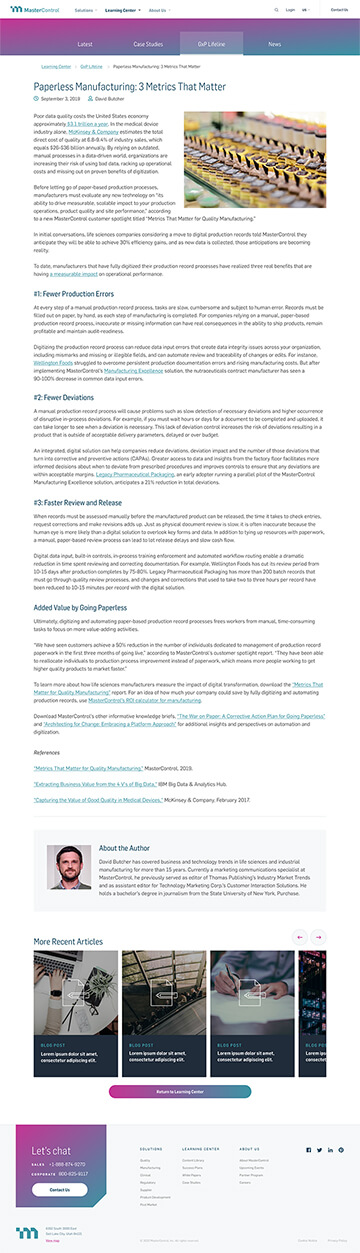 MasterControl
Solutions
Learning Center
About Us
Login
US
Contact Us
Latest
Case Studies
GxP Lifeline
News
Learning Center > GxP Lifeline > Paperless Manufacturing: 3 Metrics That Matter
Paperless Manufacturing: 3 Metrics That Matter
September 3, 2019 David Butcher
Poor data quality costs the United States economy
approximately $3.1 trillion a year. In the medical device
industry alone, McKinsey & Company estimates the total
direct cost of quality at 6.8-9.4% of industry sales, which
equals $26-$36 billion annually. By relying on outdated,
manual processes in a data-driven world, organizations are
increasing their risk of using bad data, racking up operational
costs and missing out on proven benefits of digitization.
Before letting go of paper-based production processes,
manufacturers must evaluate any new technology on "its
ability to drive measurable, scalable impact to your production
operations, product quality and site performance," according
to a new MasterControl customer spotlight titled "Metrics That Matter for Quality Manufacturing."
In initial conversations, life sciences companies considering a move to digital production records told MasterControl they
anticipate they will be able to achieve 30% efficiency gains, and as new data is collected, those anticipations are becoming
reality.
To date, manufacturers that have fully digitized their production record processes have realized three real benefits that are
having a measurable impact on operational performance:
#1: Fewer Production Errors
At every step of a manual production record process, tasks are slow, cumbersome and subject to human error. Records must be
filled out on paper, by hand, as each step of manufacturing is completed. For companies relying on a manual, paper-based
production record process, inaccurate or missing information can have real consequences in the ability to ship products, remain
profitable and maintain audit-readiness.
Digitizing the production record process can reduce data input errors that create data integrity issues across your organization,
including mismarks and missing or illegible fields, and can automate review and traceability of changes or edits. For instance,
Wellington Foods struggled to overcome persistent production documentation errors and rising manufacturing costs. But after
implementing MasterControl's Manufacturing Excellence solution, the nutraceuticals contract manufacturer has seen a
90-100% decrease in common data input errors.
#2: Fewer Deviations
A manual production record process will cause problems such as slow detection of necessary deviations and higher occurrence
of disruptive in-process deviations. For example, if you must wait hours or days for a document to be completed and uploaded, it
can take longer to see when a deviation is necessary. This lack of deviation control increases the risk of deviations resulting in a
product that is outside of acceptable delivery parameters, delayed or over budget.
An integrated, digital solution can help companies reduce deviations, deviation impact and the number of those deviations that
turn into corrective and preventive actions (CAPAs). Greater access to data and insights from the factory floor facilitates more
informed decisions about when to deviate from prescribed procedures and improves controls to ensure that any deviations are
within acceptable margins. Legacy Pharmaceutical Packaging, an early adopter running a parallel pilot of the MasterControl
Manufacturing Excellence solution, anticipates a 21% reduction in total deviations.
#3: Faster Review and Release
When records must be assessed manually before the manufactured product can be released, the time it takes to check entries,
request corrections and make revisions adds up. Just as physical document review is slow, it is often inaccurate because the
human eye is more likely than a digital solution to overlook key forms and data. In addition to tying up resources with paperwork,
a manual, paper-based review process can lead to lot release delays and slow cash flow.
Digital data input, built-in controls, in-process training enforcement and automated workflow routing enable a dramatic
reduction in time spent reviewing and correcting documentation. For example, Wellington Foods has cut its review period from
10-15 days after production completes by 75-80%. Legacy Pharmaceutical Packaging has more than 200 batch records that
must go through quality review processes, and changes and corrections that used to take two to three hours per record have
been reduced to 10-15 minutes per record with the digital solution.
Added Value by Going Paperless
Ultimately, digitizing and automating paper-based production record processes frees workers from manual, time-consuming
tasks to focus on more value-adding activities.
"We have seen customers achieve a 50% reduction in the number of individuals dedicated to management of production record
paperwork in the first three months of going live," according to MasterControl's customer spotlight report. "They have been able
to reallocate individuals to production process improvement instead of paperwork, which means more people working to get
higher quality products to market faster."
To learn more about how life sciences manufacturers measure the impact of digital transformation, download the "Metrics That
Matter for Quality Manufacturing" report. For an idea of how much your company could save by fully digitizing and automating
production records, use MasterControl's ROI calculator for manufacturing.
Download MasterControl's other informative knowledge briefs, "The War on Paper: A Corrective Action Plan for Going Paperless"
and "Architecting for Change: Embracing a Platform Approach" for additional insights and perspectives on automation and
digitization.
References
"Metrics That Matter for Quality Manufacturing," MasterControl, 2019.
"Extracting Business Value from the 4 V's of Big Data," IBM Big Data & Analytics Hub.
"Capturing the Value of Good Quality in Medical Devices," McKinsey & Company, February 2017.
About the Author
David Butcher has covered business and technology trends in life sciences and industrial
manufacturing for more than 15 years. Currently a marketing communications specialist at
MasterControl, he previously served as editor of Thomas Publishing's Industry Market Trends
and as assistant editor for Technology Marketing Corp.'s Customer Interaction Solutions. He
holds a bachelor's degree in journalism from the State University of New York, Purchase.
More Recent Articles
BLOG POST
Lorem ipsum dolor sit amet,
consectetur adipiscing elit.
BLOG POST
Lorem ipsum dolor sit amet,
consectetur adipiscing elit.
BLOG POST
Lorem ipsum dolor sit amet,
consectetur adipiscing elit.
BLOG POST
Lorem ip
consect
Return to Learning Center
Let's chat
SALES +1-866-874-9270
CORPORATE 800-825-9117
Contact Us
SOLUTIONS
Quality
Manufacturing
Clinical
Regulatory
Support
Product Development
Post Market
LEARNING CENTER
Content Library
Success Plans
White Papers
Case Studies
ABOUT US
About MasterControl
Upcoming Events
Partner Program
Careers
6350 South 3000 East
Salt Lake City, Utah 84121
View map